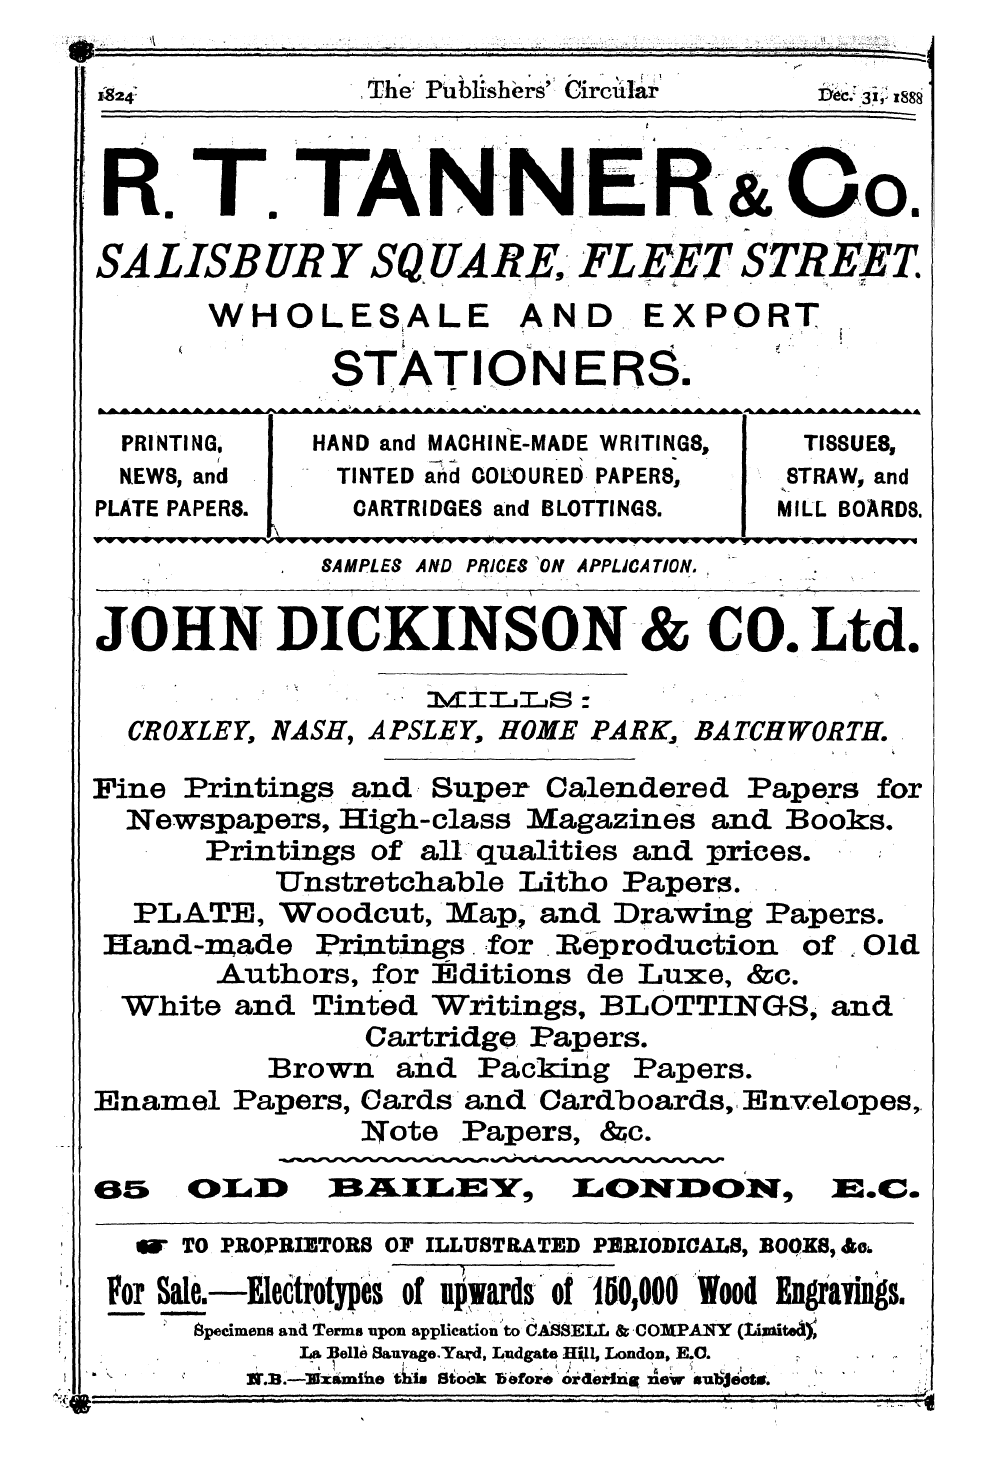 1824 The Publishers' Circular Dec. 31, 1888
R. T. TANNER & Co.
SALISBURY SQUARE, FLEET STREET.
WHOLESALE AND EXPORT
STATIONERS.
PRINTING,
NEWS, and
PLATE PAPERS.
HAND and MACHINE-MADE WRITINGS,
TINTED and COLOURED PAPERS,
CARTRIDGES and BLOTTINGS.
TISSUES,
STRAW, and
MILL BOARDS.
SAMPLES AND PRICES ON APPLICATION.
JOHN DICKINSON & CO. Ltd.
MILLS:
CROXLEY, NASH, APSLEY, HOME PARK, BATCHWORTH.
Fine Printings and Super Calendered Papers for
Newspapers, High-class Magazines and Books.
Printings of all qualities and prices.
Unstretchable Litho Papers.
PLATE, Woodcut, Map, and Drawing Papers.
Hand-made Printings for Reproduction of Old
Authors, for Editions de Luxe, &c.
White and Tinted Writings, BLOTTINGS, and
Cartridge Papers.
Brown and Packing Papers.
Enamel Papers, Cards and Cardboards, Envelopes,
Note Papers, &c.
65 OLD BAILEY, LONDON, E.C.
☛ TO PROPRIETORS OF ILLUSTRATED PERIODICALS, BOOKS, &c.
For Sale.—Electrotypes of upwards of 150,000 Wood Engravings.
Specimens and Terms upon application to CASSELL & COMPANY (Limited),
La Belle Sauvage Yard, Ludgate Hill, London, E.C.
N.B.—Examine this Stock before ordering new subjects.